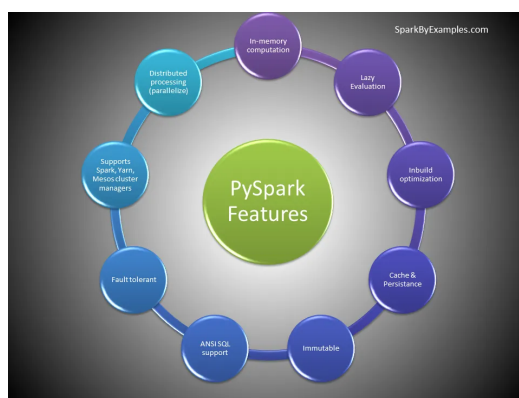 SparkByExamples.com
In-memory
computation
Lazy
Evaluation
Inbuild
optimization
Cache &
Persistance
Immutable
ANSI SQL
support
Fault tolerant
Supports
Spark, Yarn,
Mesos cluster
managers
Distributed
processing
(parallelize)
PySpark
Features